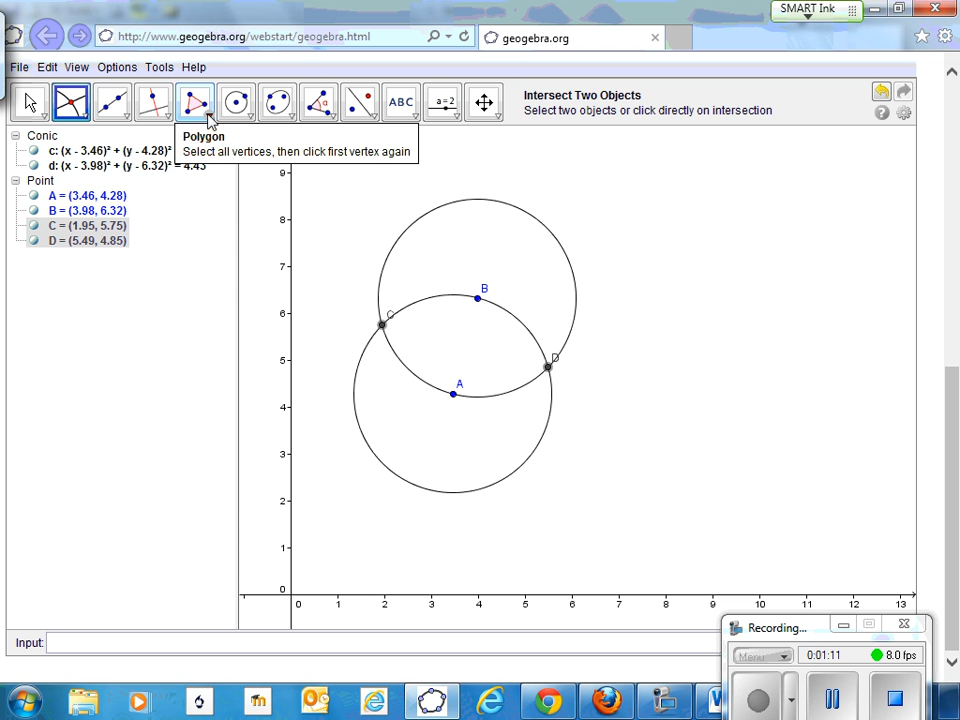 SMART Ink
http://www.geogebra.org/webstart/geogebra.html
geogebra.org
File Edit View Options Tools Help
ABC
a = 2
Intersect Two Objects
Select two objects or click directly on intersection
Polygon
Select all vertices, then click first vertex again
Conic
c: (x - 3.46)² + (y - 4.28)²
d: (x - 3.98)² + (y - 6.32)² = 4.43
Point
A = (3.46, 4.28)
B = (3.98, 6.32)
C = (1.95, 5.75)
D = (5.49, 4.85)
9
8
7
6
5
4
3
2
1
0
B
C
D
A
0 1 2 3 4 5 6 7 8 9 10 11 12 13
Input:
Recording...
Menu
0:01:11
8.0 fps